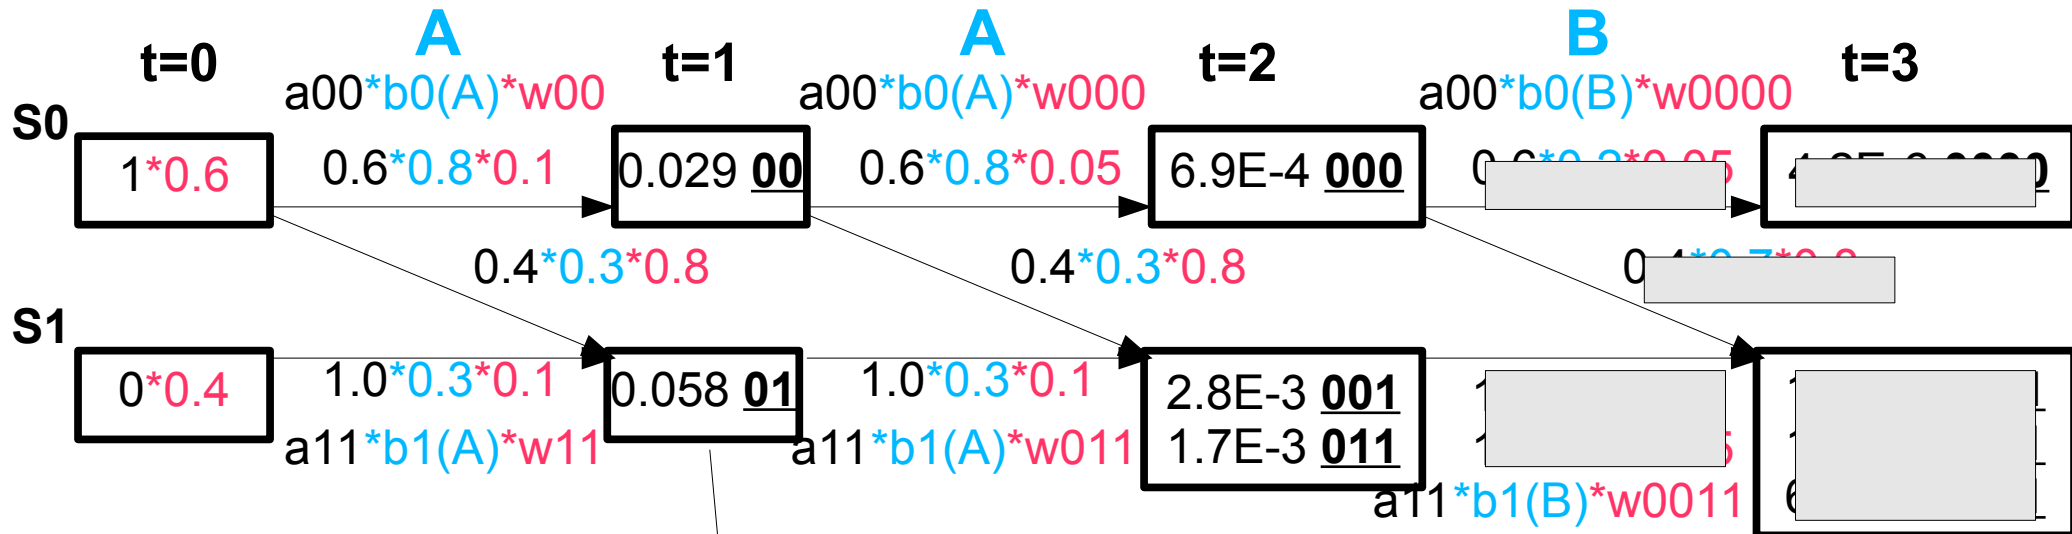 A A B
t=0 t=1 t=2 t=3
a00*b0(A)*w00 a00*b0(A)*w000 a00*b0(B)*w0000
S0
1*0.6 0.6*0.8*0.1 0.029 00 0.6*0.8*0.05 6.9E-4 000
0.4*0.3*0.8 0.4*0.3*0.8
S1
0*0.4 1.0*0.3*0.1 0.058 01 1.0*0.3*0.1 2.8E-3 001
a11*b1(A)*w11 a11*b1(A)*w011 1.7E-3 011
a11*b1(B)*w0011